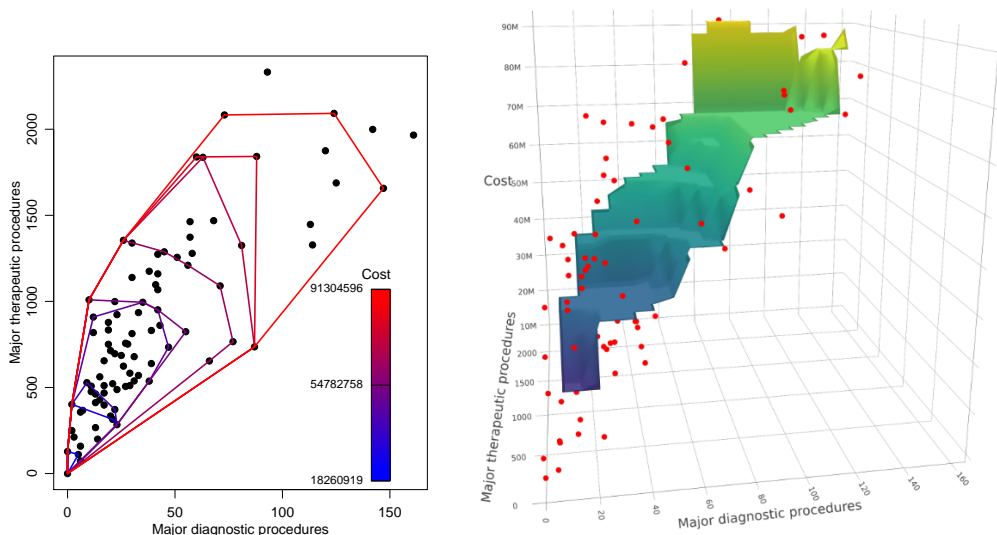 Major therapeutic procedures
2000
1500
1000
500
0
0
50
100
150
Major diagnostic procedures
Cost
91304596
54782758
18260919
90M
80M
70M
60M
Cost
50M
40M
30M
20M
10M
2000
1500
1000
500
0
Major therapeutic procedures
0
20
40
60
80
100
120
140
160
Major diagnostic procedures